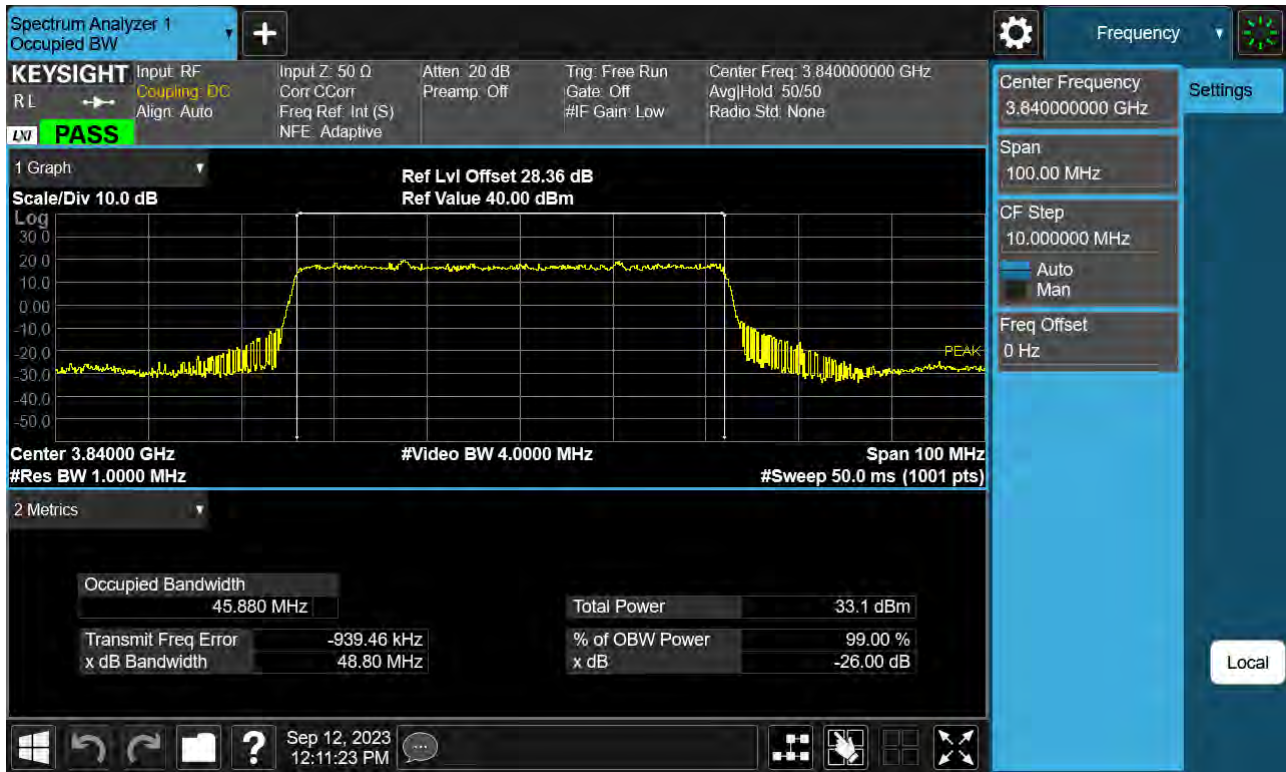 Spectrum Analyzer 1
Occupied BW
Frequency
KEYSIGHT
RL
LXI
PASS
Input: RF
Coupling: DC
Align: Auto
Input Z: 50 Ω
Corr CCorr
Freq Ref: Int (S)
NFE: Adaptive
Atten: 20 dB
Preamp: Off
Trig: Free Run
Gate: Off
#IF Gain: Low
Center Freq: 3.840000000 GHz
Avg|Hold: 50/50
Radio Std: None
Center Frequency
3.840000000 GHz
Settings
Span
100.00 MHz
CF Step
10.000000 MHz
Auto
Man
Freq Offset
0 Hz
1 Graph
Ref Lvl Offset 28.36 dB
Scale/Div 10.0 dB
Ref Value 40.00 dBm
Log
30.0
20.0
10.0
0.00
-10.0
-20.0
-30.0
-40.0
-50.0
PEAK
Center 3.84000 GHz
#Video BW 4.0000 MHz
Span 100 MHz
#Res BW 1.0000 MHz
#Sweep 50.0 ms (1001 pts)
2 Metrics
Occupied Bandwidth
45.880 MHz
Total Power
33.1 dBm
Transmit Freq Error
-939.46 kHz
% of OBW Power
99.00 %
x dB Bandwidth
48.80 MHz
x dB
-26.00 dB
Local
?
Sep 12, 2023
12:11:23 PM